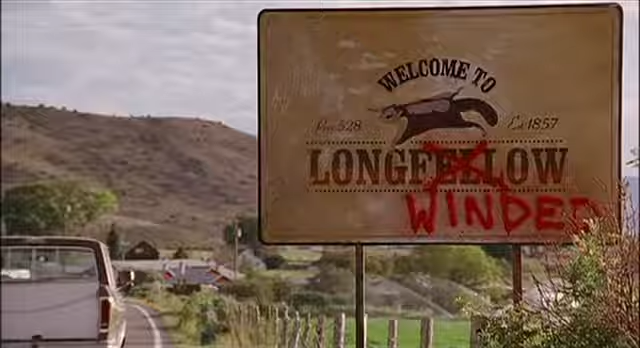 WELCOME TO
Pop. 528
Est 1857
LONGFELLOW
WINDED